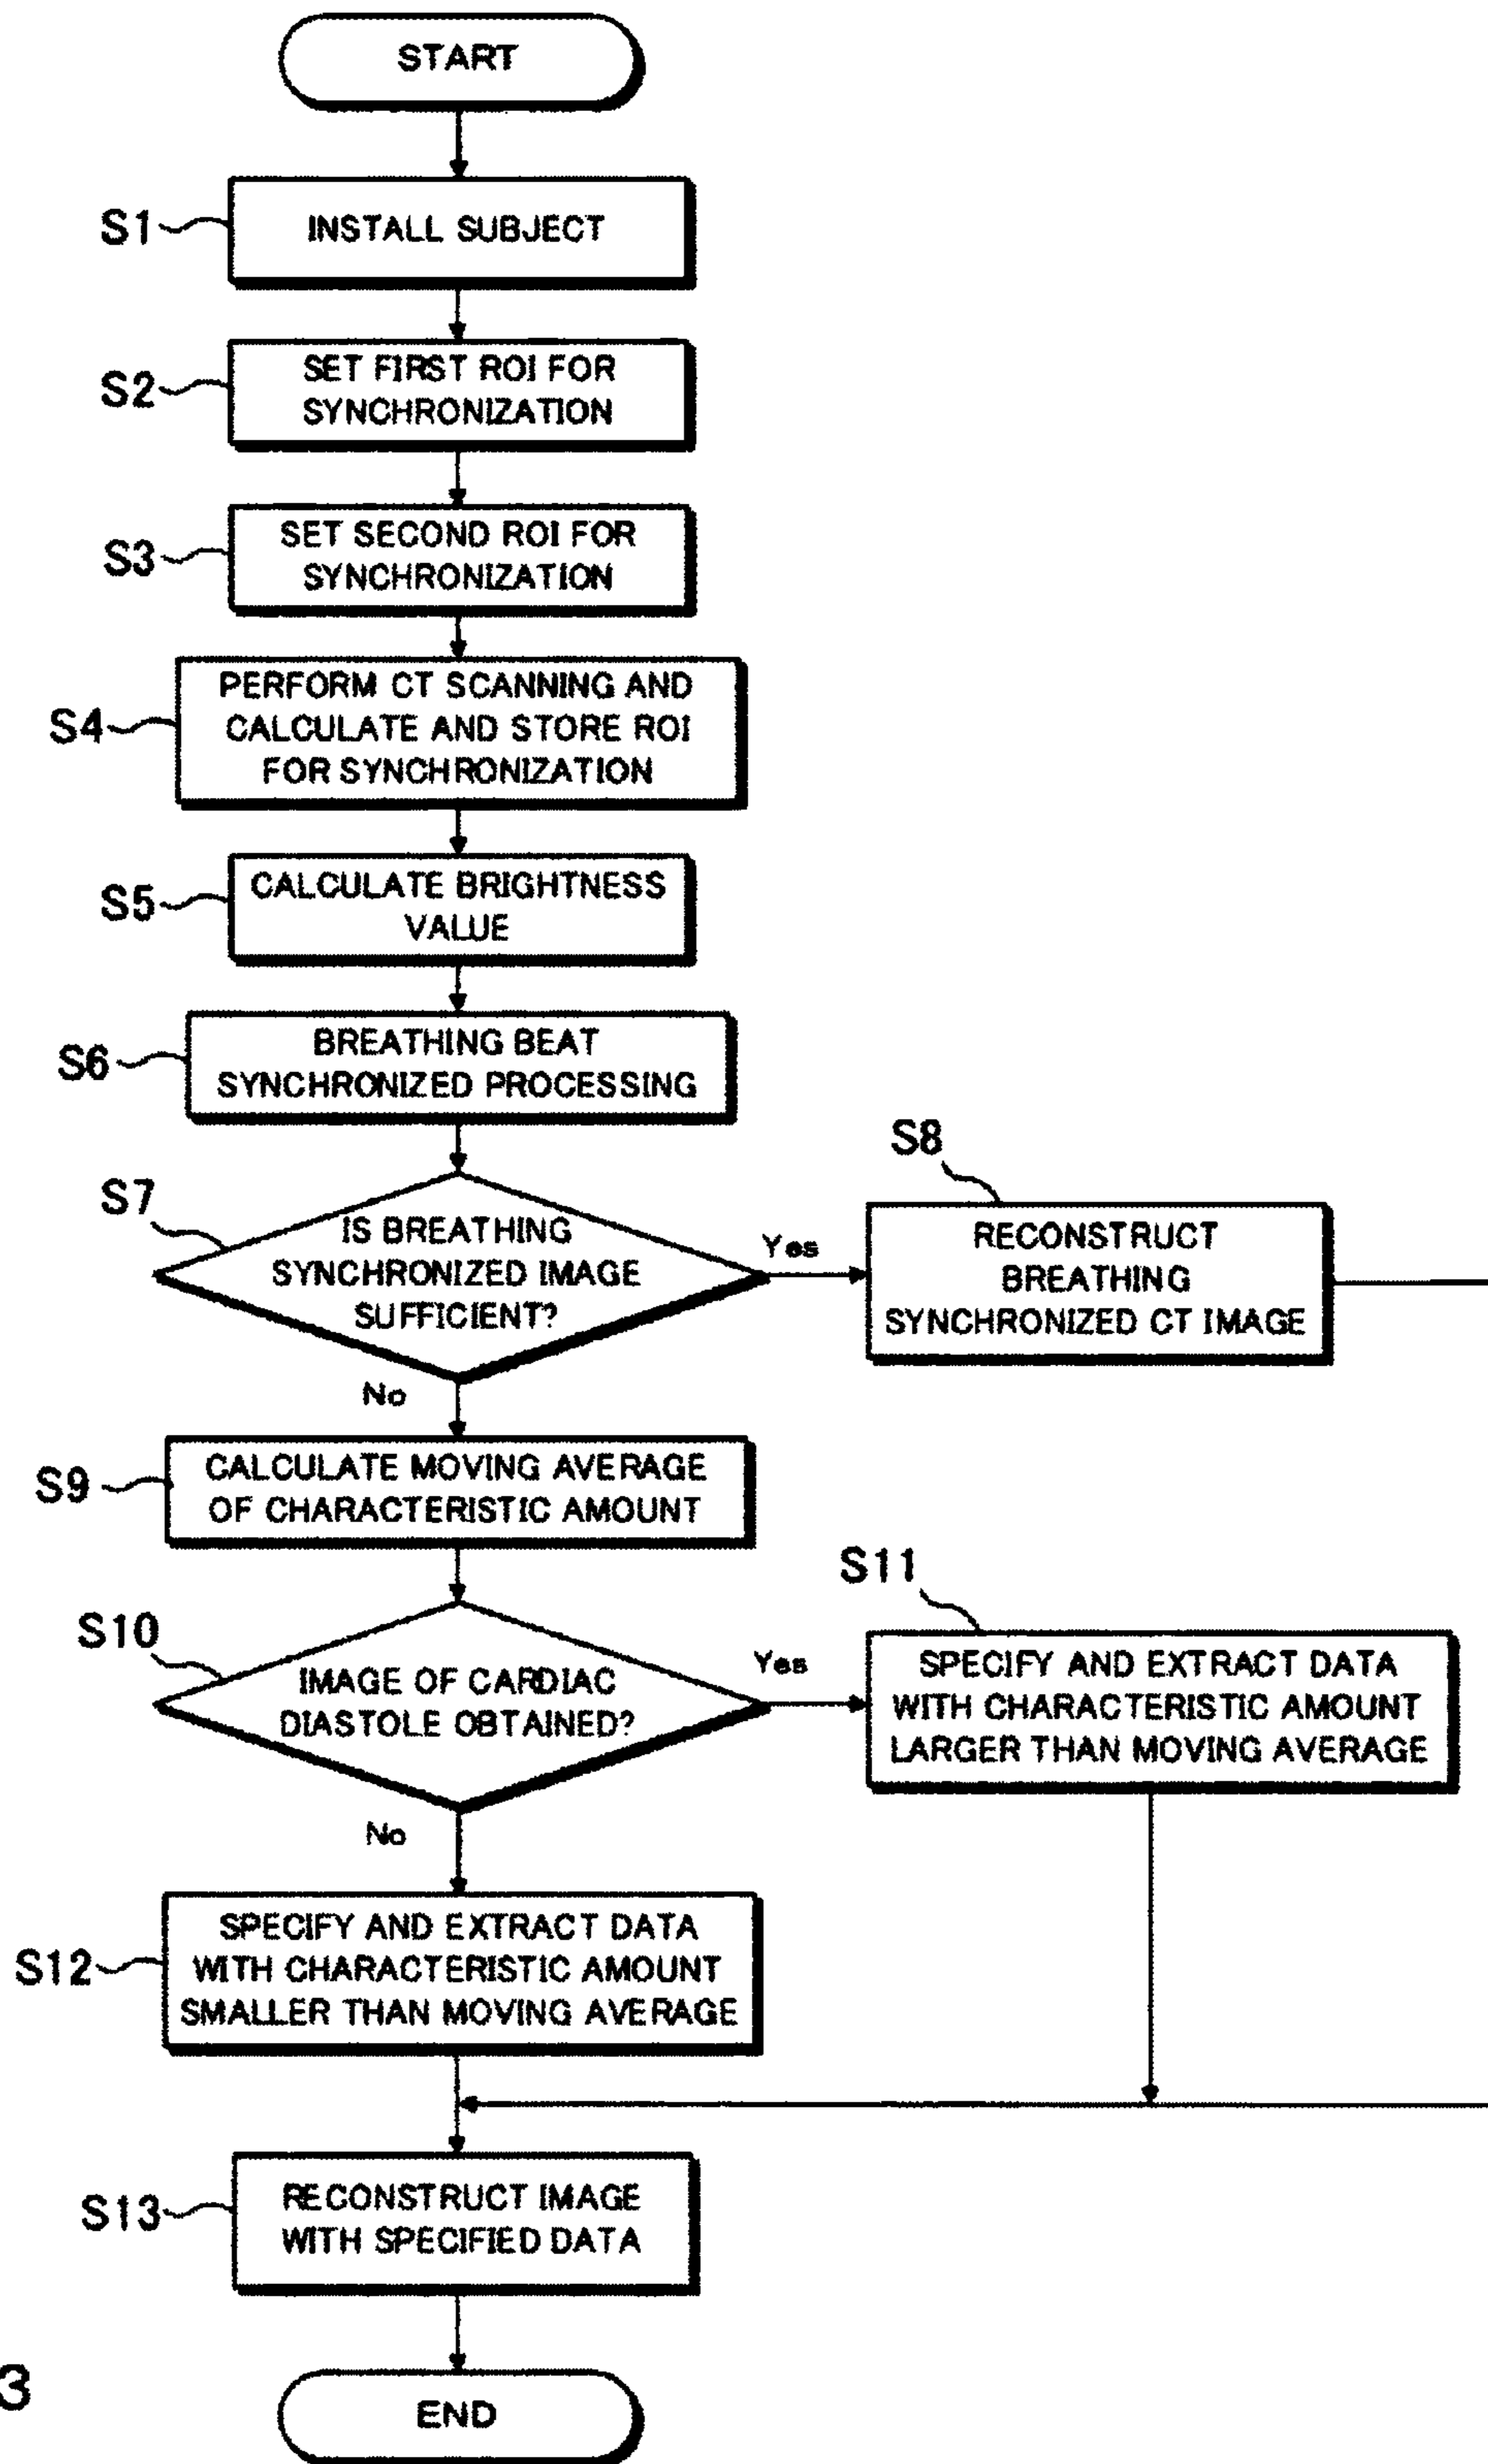 START
S1
INSTALL SUBJECT
S2
SET FIRST ROI FOR
SYNCHRONIZATION
S3
SET SECOND ROI FOR
SYNCHRONIZATION
S4
PERFORM CT SCANNING AND
CALCULATE AND STORE ROI
FOR SYNCHRONIZATION
S5
CALCULATE BRIGHTNESS
VALUE
S6
BREATHING BEAT
SYNCHRONIZED PROCESSING
S7
IS BREATHING
SYNCHRONIZED IMAGE
SUFFICIENT?
Yes
S8
RECONSTRUCT
BREATHING
SYNCHRONIZED CT IMAGE
No
S9
CALCULATE MOVING AVERAGE
OF CHARACTERISTIC AMOUNT
S10
IMAGE OF CARDIAC
DIASTOLE OBTAINED?
Yes
S11
SPECIFY AND EXTRACT DATA
WITH CHARACTERISTIC AMOUNT
LARGER THAN MOVING AVERAGE
No
S12
SPECIFY AND EXTRACT DATA
WITH CHARACTERISTIC AMOUNT
SMALLER THAN MOVING AVERAGE
S13
RECONSTRUCT IMAGE
WITH SPECIFIED DATA
3
END